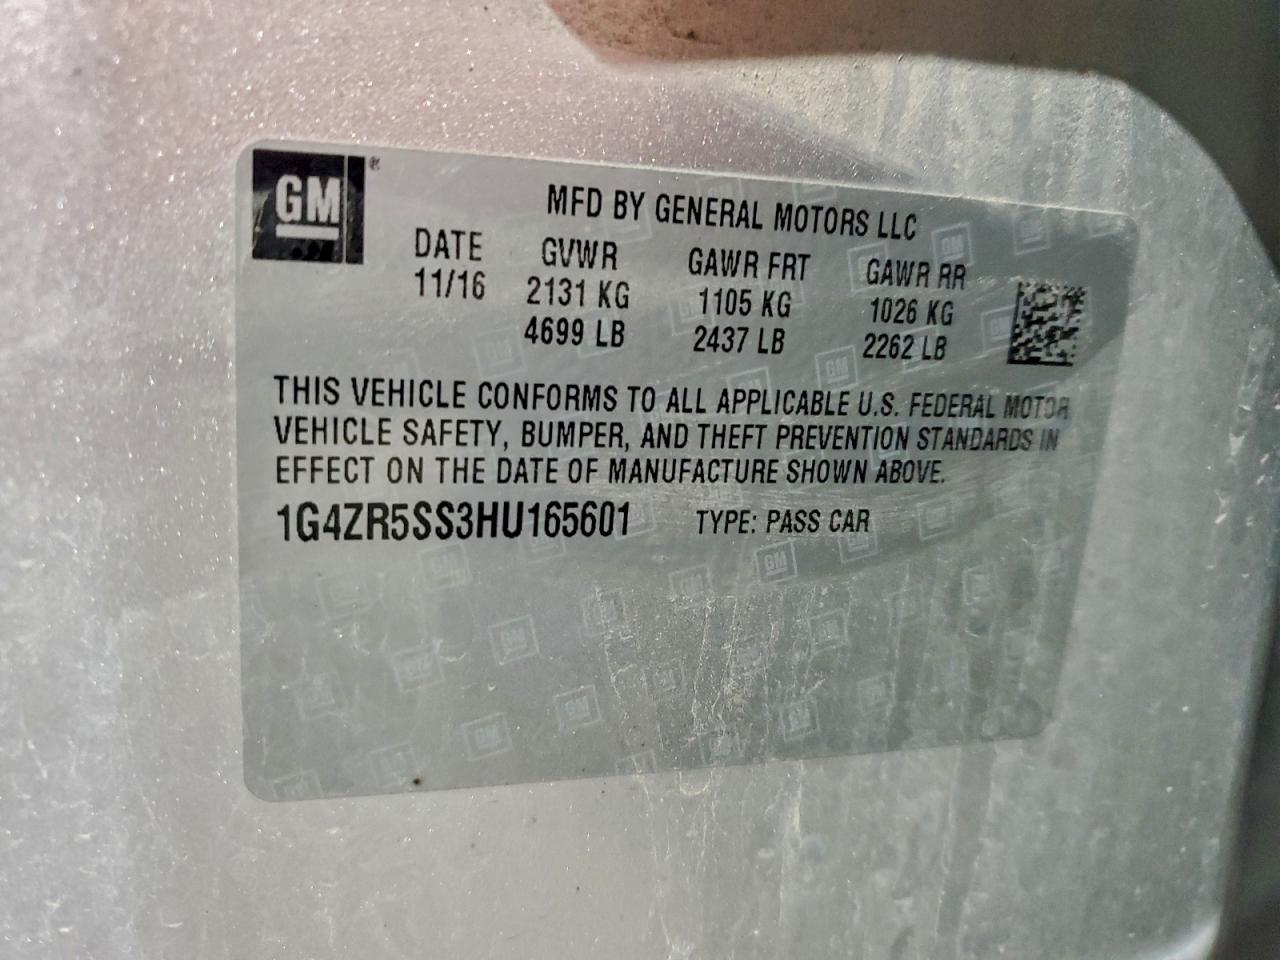 GM ®
MFD BY GENERAL MOTORS LLC
DATE GVWR GAWR FRT GAWR RR
11/16 2131 KG 1105 KG 1026 KG
4699 LB 2437 LB 2262 LB
THIS VEHICLE CONFORMS TO ALL APPLICABLE U.S. FEDERAL MOTOR
VEHICLE SAFETY, BUMPER, AND THEFT PREVENTION STANDARDS IN
EFFECT ON THE DATE OF MANUFACTURE SHOWN ABOVE.
1G4ZR5SS3HU165601 TYPE: PASS CAR